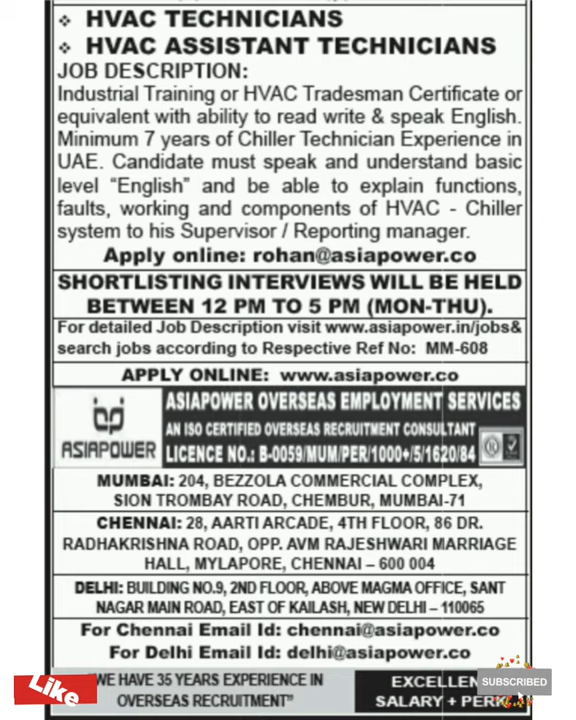 ❖ HVAC TECHNICIANS
❖ HVAC ASSISTANT TECHNICIANS
JOB DESCRIPTION:
Industrial Training or HVAC Tradesman Certificate or
equivalent with ability to read write & speak English.
Minimum 7 years of Chiller Technician Experience in
UAE. Candidate must speak and understand basic
level “English” and be able to explain functions,
faults, working and components of HVAC - Chiller
system to his Supervisor / Reporting manager.
Apply online: rohan@asiapower.co
SHORTLISTING INTERVIEWS WILL BE HELD
BETWEEN 12 PM TO 5 PM (MON-THU).
For detailed Job Description visit www.asiapower.in/jobs&
search jobs according to Respective Ref No: MM-608
APPLY ONLINE: www.asiapower.co
ASIAPOWER
ASIAPOWER OVERSEAS EMPLOYMENT SERVICES
AN ISO CERTIFIED OVERSEAS RECRUITMENT CONSULTANT
LICENCE NO.: B-0059/MUM/PER/1000+/5/1620/84
MUMBAI: 204, BEZZOLA COMMERCIAL COMPLEX,
SION TROMBAY ROAD, CHEMBUR, MUMBAI-71
CHENNAI: 28, AARTI ARCADE, 4TH FLOOR, 86 DR.
RADHAKRISHNA ROAD, OPP. AVM RAJESHWARI MARRIAGE
HALL, MYLAPORE, CHENNAI – 600 004
DELHI: BUILDING NO.9, 2ND FLOOR, ABOVE MAGMA OFFICE, SANT
NAGAR MAIN ROAD, EAST OF KAILASH, NEW DELHI – 110065
For Chennai Email Id: chennai@asiapower.co
For Delhi Email Id: delhi@asiapower.co
WE HAVE 35 YEARS EXPERIENCE IN
OVERSEAS RECRUITMENT”
EXCELLEN
SALARY + PERK
Like
SUBSCRIBED